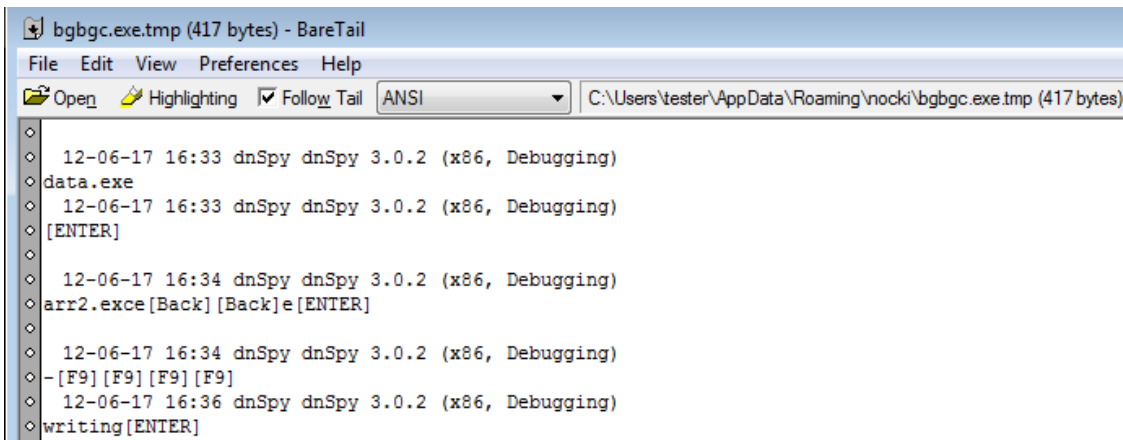 bgbgc.exe.tmp (417 bytes) - BareTail
File Edit View Preferences Help
Open Highlighting Follow Tail ANSI C:\Users\tester\AppData\Roaming\nocki\bgbgc.exe.tmp (417 bytes)
12-06-17 16:33 dnSpy dnSpy 3.0.2 (x86, Debugging)
data.exe
12-06-17 16:33 dnSpy dnSpy 3.0.2 (x86, Debugging)
[ENTER]
12-06-17 16:34 dnSpy dnSpy 3.0.2 (x86, Debugging)
arr2.exce[Back][Back]e[ENTER]
12-06-17 16:34 dnSpy dnSpy 3.0.2 (x86, Debugging)
-[F9][F9][F9][F9]
12-06-17 16:36 dnSpy dnSpy 3.0.2 (x86, Debugging)
writing[ENTER]